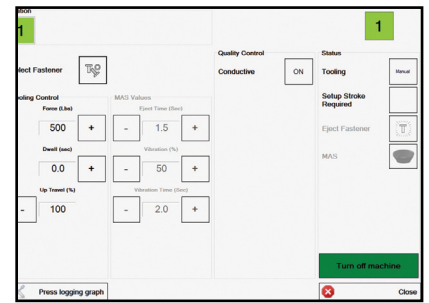 ation
1
1
Quality Control
Status
elect Fastener
Conductive
ON
Tooling
Manual
ooling Control
MAS Values
Setup Stroke
Required
Force (Lbs)
Eject Time (Sec)
500
+
-
1.5
+
Eject Fastener
Dwell (sec)
Vibration (%)
MAS
0.0
+
-
50
+
Up Travel (%)
Vibration Time (Sec)
-
100
-
2.0
+
Turn off machine
Press logging graph
Close